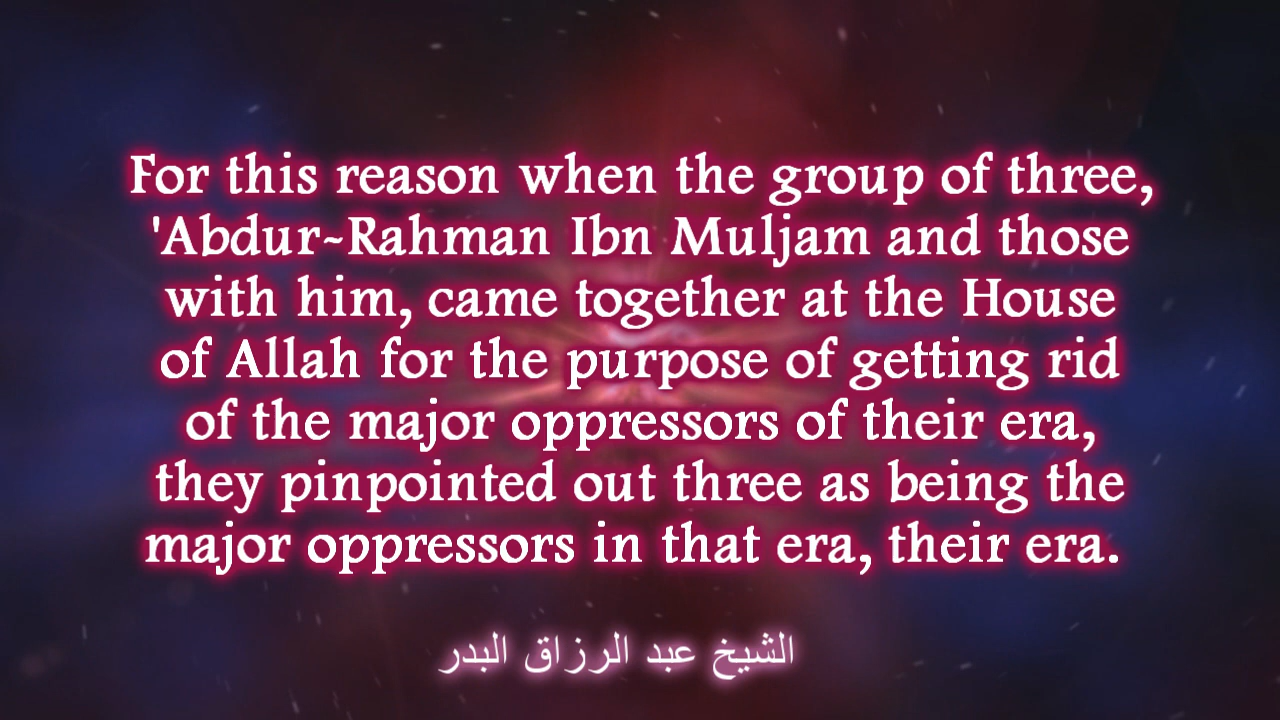 For this reason when the group of three,
'Abdur-Rahman Ibn Muljam and those
with him, came together at the House
of Allah for the purpose of getting rid
of the major oppressors of their era,
they pinpointed out three as being the
major oppressors in that era, their era.
الشيخ عبد الرزاق البدر